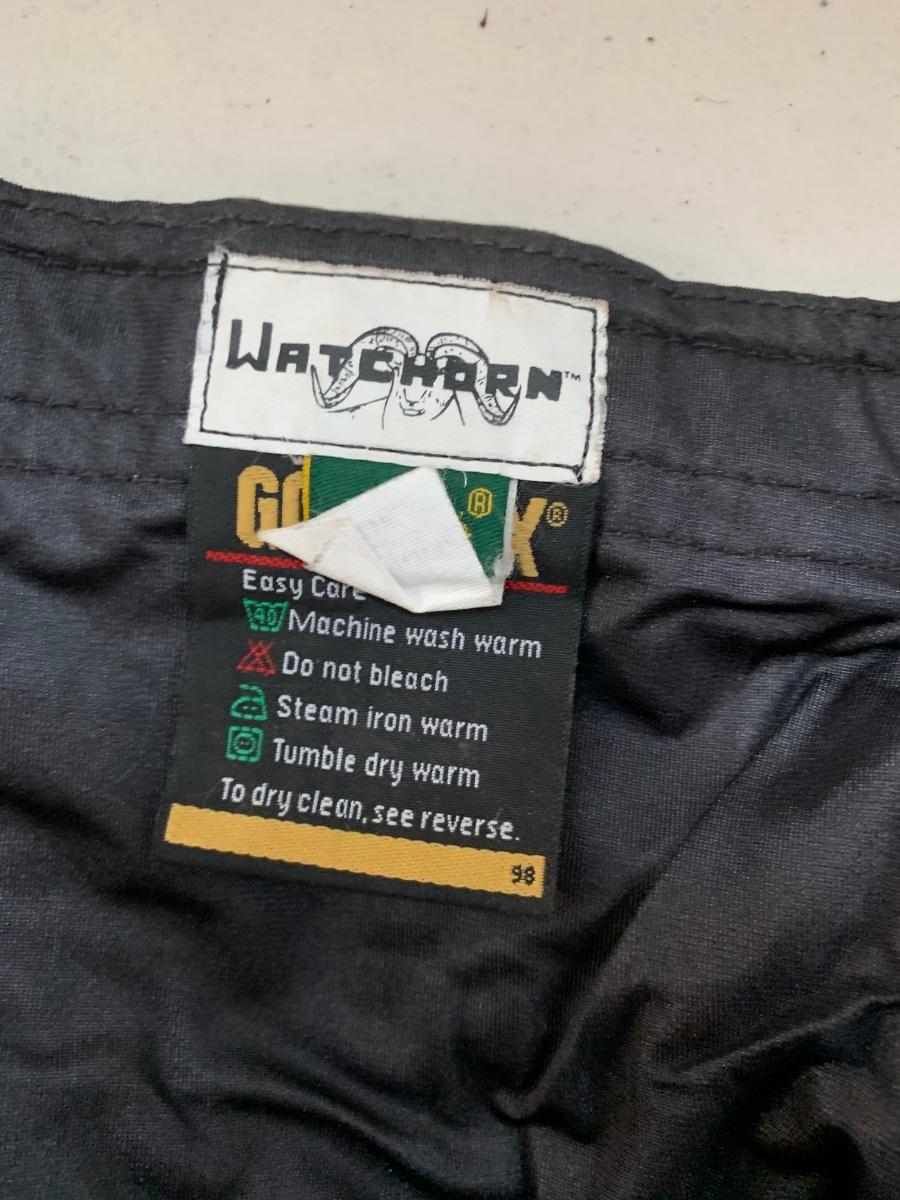 WATCHORN™
G X®
®
Easy Care
40 Machine wash warm
Do not bleach
Steam iron warm
Tumble dry warm
To dry clean, see reverse.
98